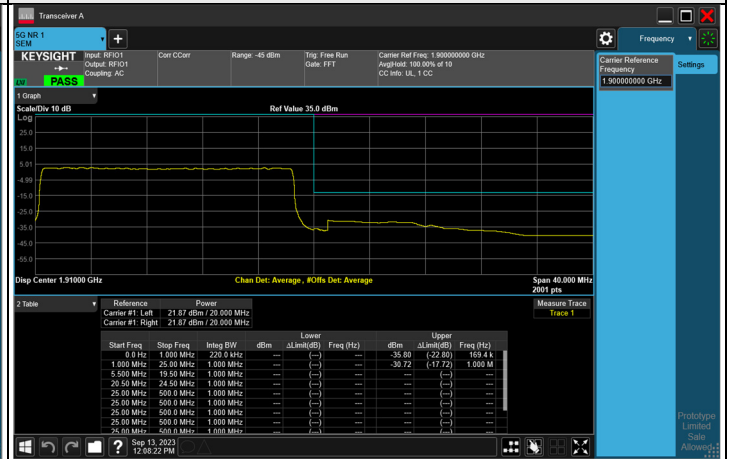 Transceiver A
5G NR 1
SEM
Frequency
KEYSIGHT
Input: RFIO1
Output: RFIO1
Coupling: AC
Corr CCorr
Range: -45 dBm
Trig: Free Run
Gate: FFT
Carrier Ref Freq: 1.900000000 GHz
Avg|Hold: 100.00% of 10
CC Info: UL, 1 CC
LXI
PASS
Carrier Reference
Frequency
1.900000000 GHz
Settings
1 Graph
Scale/Div 10 dB
Ref Value 35.0 dBm
Log
25.0
15.0
5.01
-4.99
-15.0
-25.0
-35.0
-45.0
-55.0
Disp Center 1.91000 GHz
Chan Det: Average, #Offs Det: Average
Span 40.000 MHz
2001 pts
2 Table
Reference Power
Carrier #1: Left 21.87 dBm / 20.000 MHz
Carrier #1: Right 21.87 dBm / 20.000 MHz
Measure Trace
Trace 1
Lower Upper
Start Freq Stop Freq Integ BW dBm ΔLimit(dB) Freq (Hz) dBm ΔLimit(dB) Freq (Hz)
0.0 Hz 1.000 MHz 220.0 kHz --- (---) --- -35.80 (-22.80) 169.4 k
1.000 MHz 25.00 MHz 1.000 MHz --- (---) --- -30.72 (-17.72) 1.000 M
5.500 MHz 19.50 MHz 1.000 MHz --- (---) --- --- (---) ---
20.50 MHz 24.50 MHz 1.000 MHz --- (---) --- --- (---) ---
25.00 MHz 500.0 MHz 1.000 MHz --- (---) --- --- (---) ---
25.00 MHz 500.0 MHz 1.000 MHz --- (---) --- --- (---) ---
25.00 MHz 500.0 MHz 1.000 MHz --- (---) --- --- (---) ---
25.00 MHz 500.0 MHz 1.000 MHz --- (---) --- --- (---) ---
Prototype
Limited
Sale
Allowed
Sep 13, 2023
12:08:22 PM